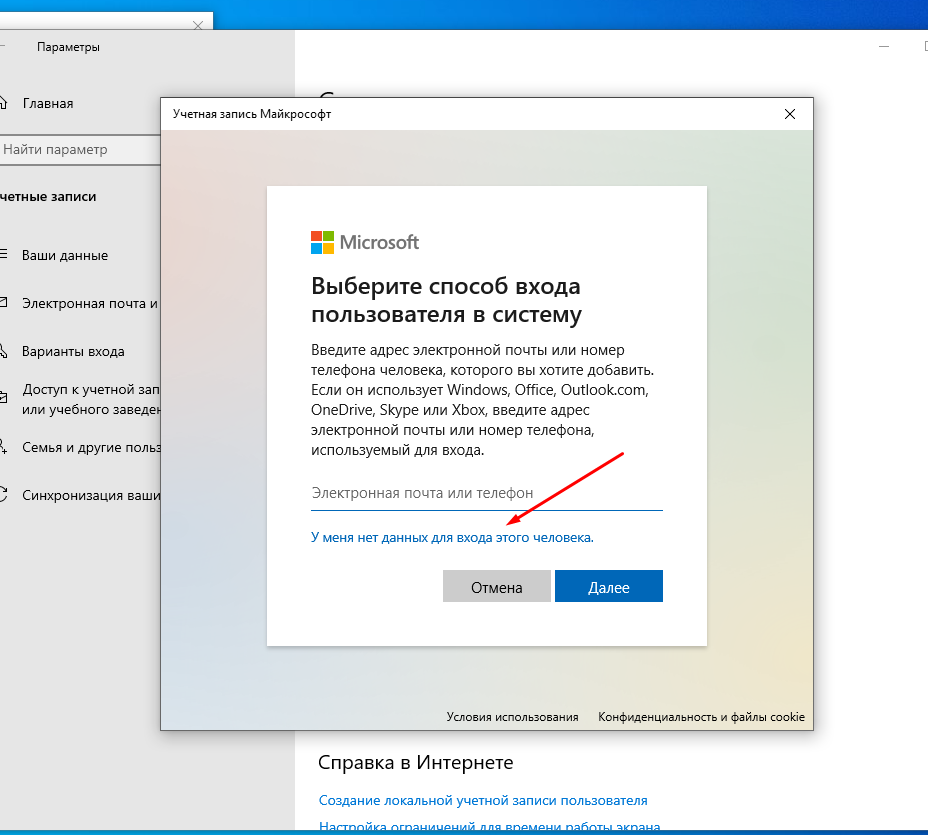 Параметры
Главная
Найти параметр
четные записи
Ваши данные
Электронная почта и
Варианты входа
Доступ к учетной зап
или учебного заведен
Семья и другие польз
Синхронизация ваши
Учетная запись Майкрософт
Microsoft
Выберите способ входа
пользователя в систему
Введите адрес электронной почты или номер
телефона человека, которого вы хотите добавить.
Если он использует Windows, Office, Outlook.com,
OneDrive, Skype или Xbox, введите адрес
электронной почты или номер телефона,
используемый для входа.
Электронная почта или телефон
У меня нет данных для входа этого человека.
Отмена
Далее
Условия использования
Конфиденциальность и файлы cookie
Справка в Интернете
Создание локальной учетной записи пользователя
Настройка ограничений для времени работы экрана